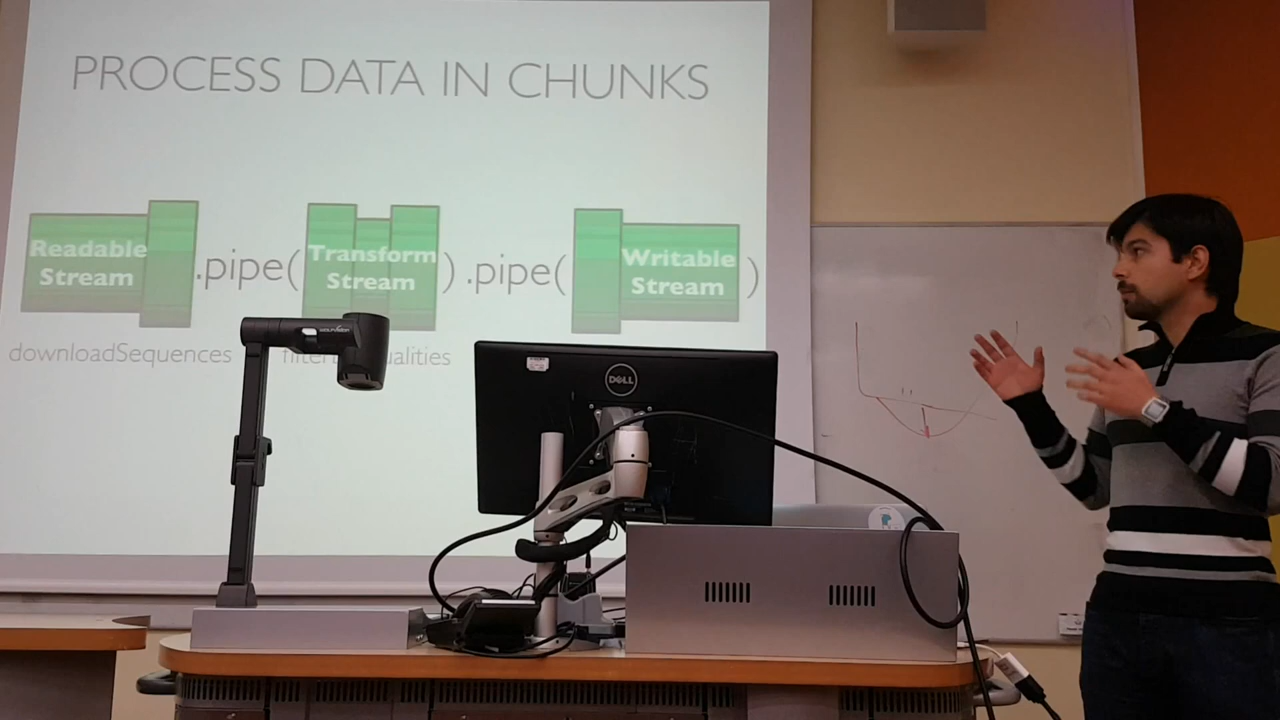 PROCESS DATA IN CHUNKS
Readable
Stream
.pipe(
Transform
Stream
)
.pipe(
Writable
Stream
)
downloadSequences
DELL